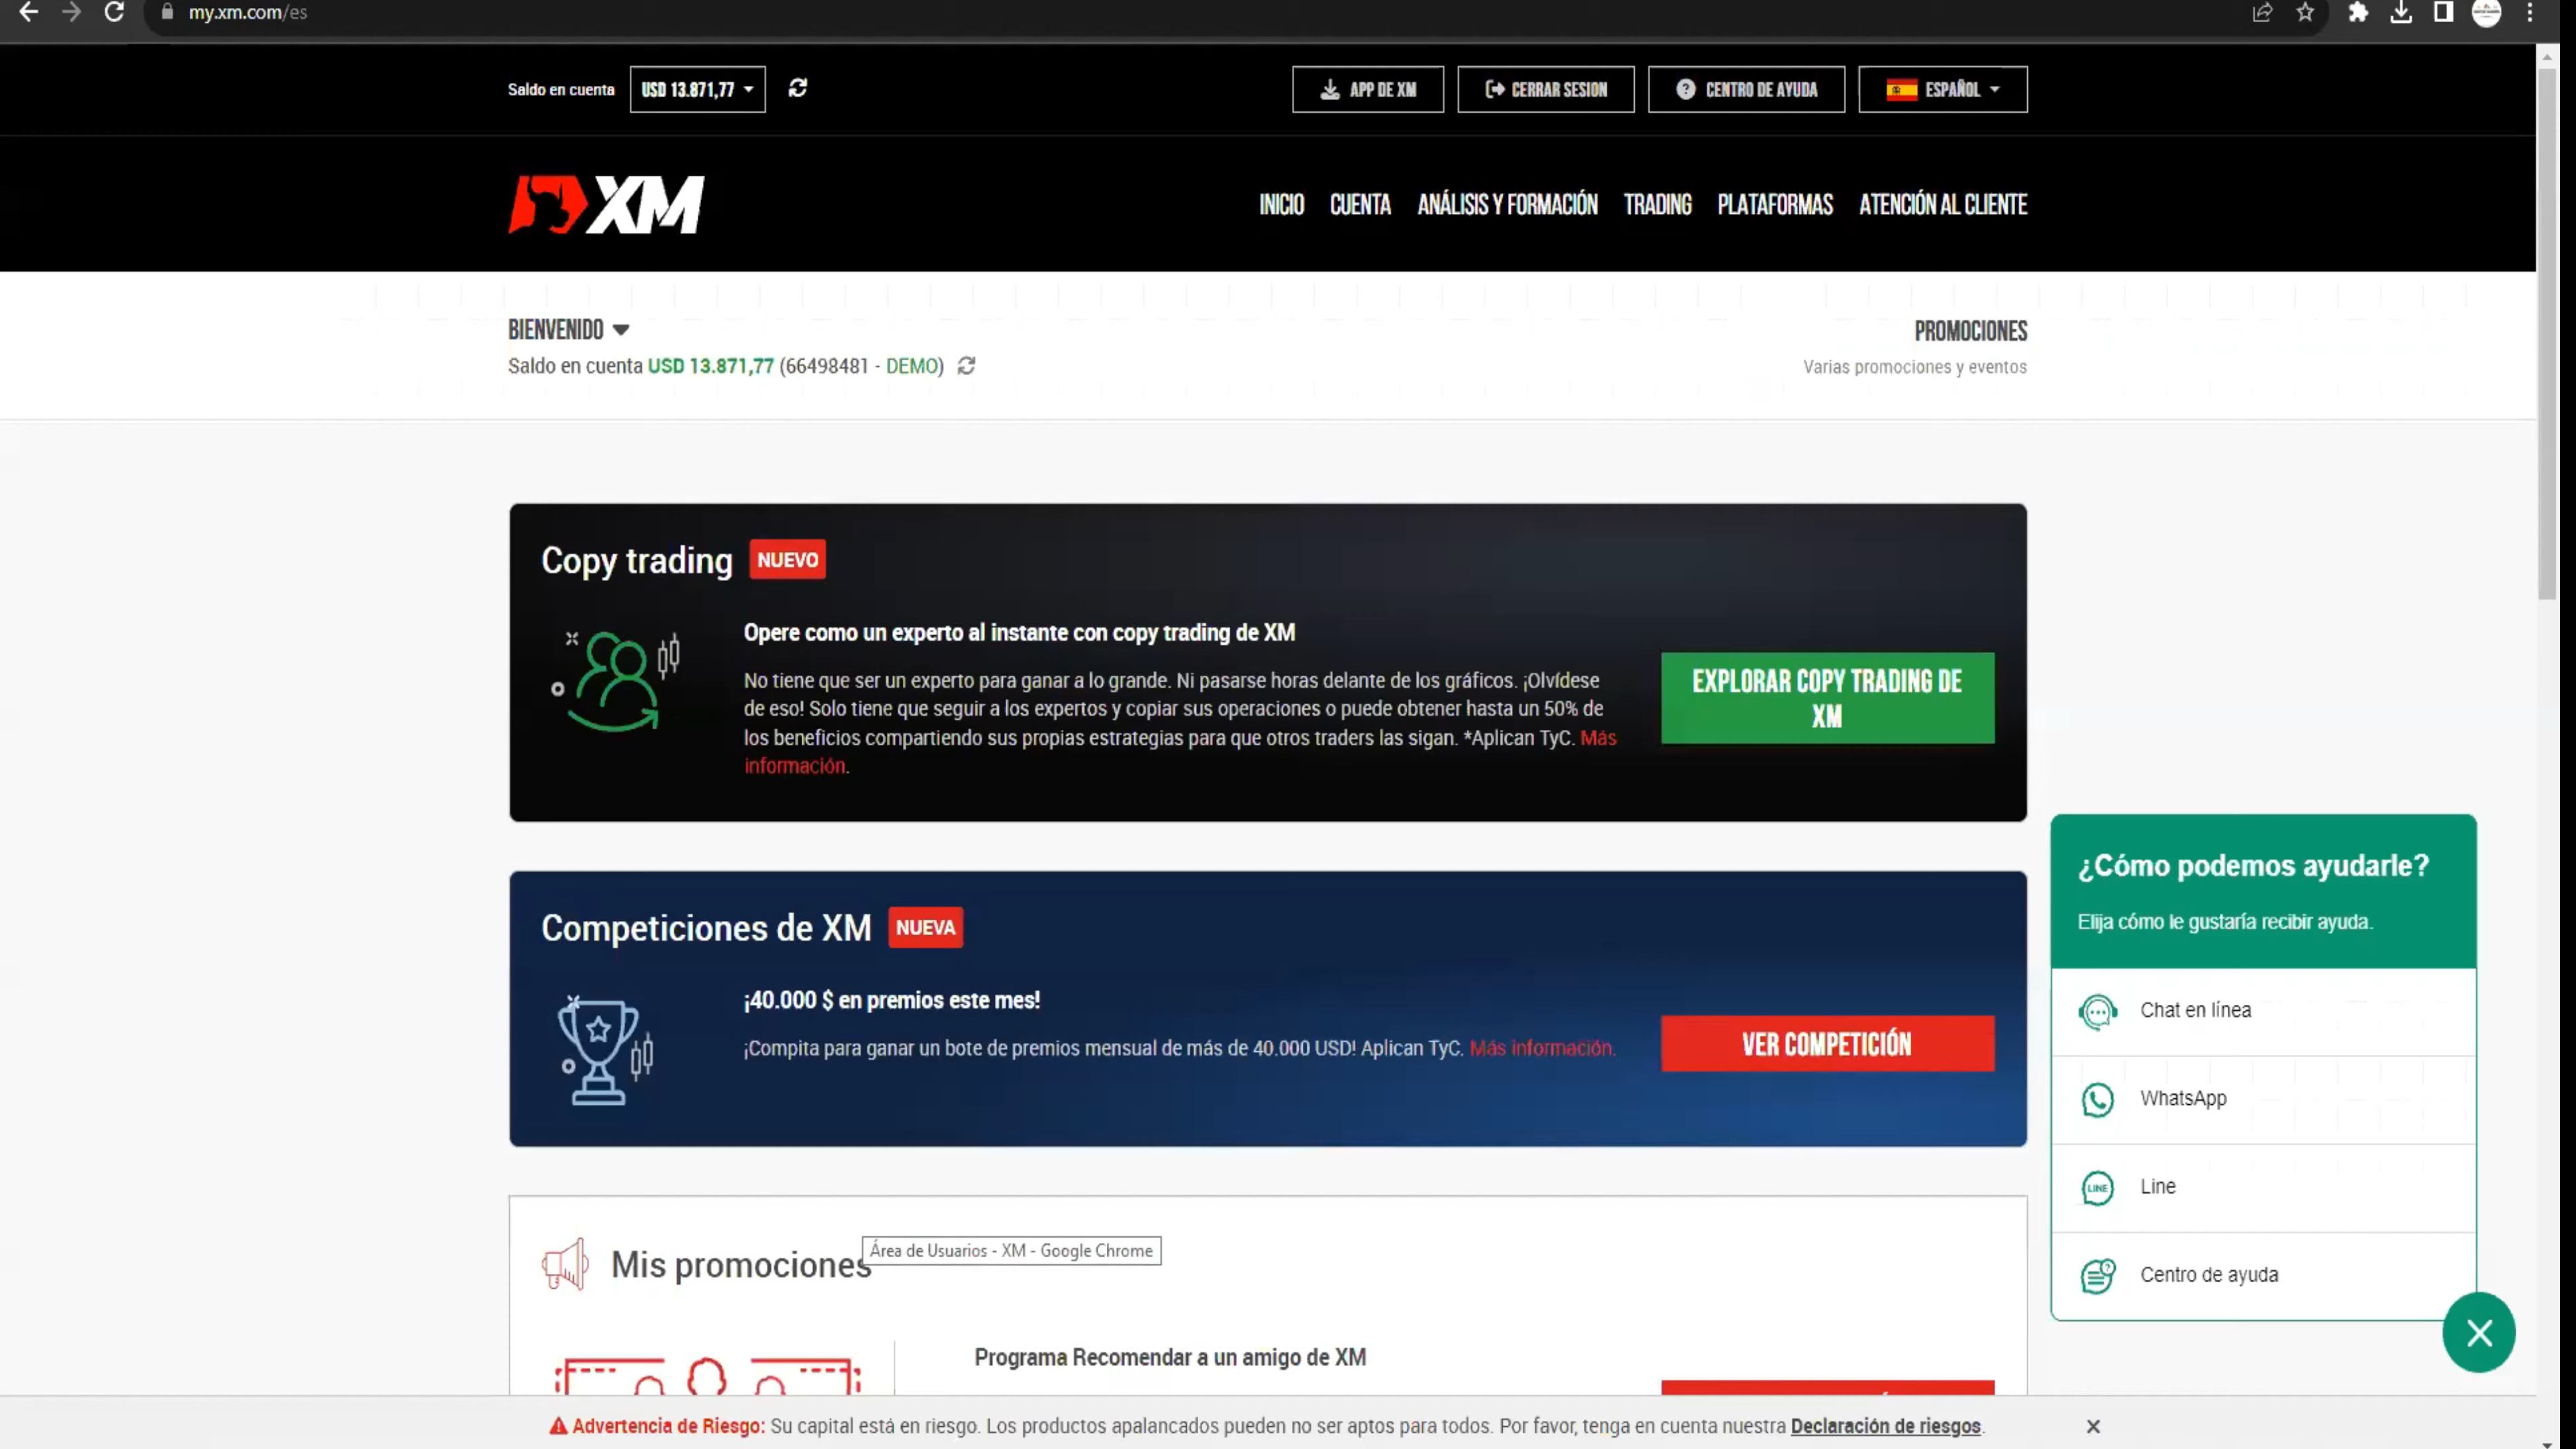 my.xm.com/es
Saldo en cuenta
USD 13.871,77
APP DE XM
CERRAR SESION
CENTRO DE AYUDA
ESPAÑOL
XM
INICIO
CUENTA
ANÁLISIS Y FORMACIÓN
TRADING
PLATAFORMAS
ATENCIÓN AL CLIENTE
BIENVENIDO
Saldo en cuenta USD 13.871,77 (66498481 - DEMO)
PROMOCIONES
Varias promociones y eventos
Copy trading NUEVO
Opere como un experto al instante con copy trading de XM
No tiene que ser un experto para ganar a lo grande. Ni pasarse horas delante de los gráficos. ¡Olvídese
de eso! Solo tiene que seguir a los expertos y copiar sus operaciones o puede obtener hasta un 50% de
los beneficios compartiendo sus propias estrategias para que otros traders las sigan. *Aplican TyC. Más
información.
EXPLORAR COPY TRADING DE
XM
Competiciones de XM NUEVA
¡40.000 $ en premios este mes!
¡Compita para ganar un bote de premios mensual de más de 40.000 USD! Aplican TyC. Más información.
VER COMPETICIÓN
¿Cómo podemos ayudarle?
Elija cómo le gustaría recibir ayuda.
Chat en línea
WhatsApp
LINE
Line
Centro de ayuda
Mis promociones
Área de Usuarios - XM - Google Chrome
Programa Recomendar a un amigo de XM
Advertencia de Riesgo: Su capital está en riesgo. Los productos apalancados pueden no ser aptos para todos. Por favor, tenga en cuenta nuestra Declaración de riesgos.